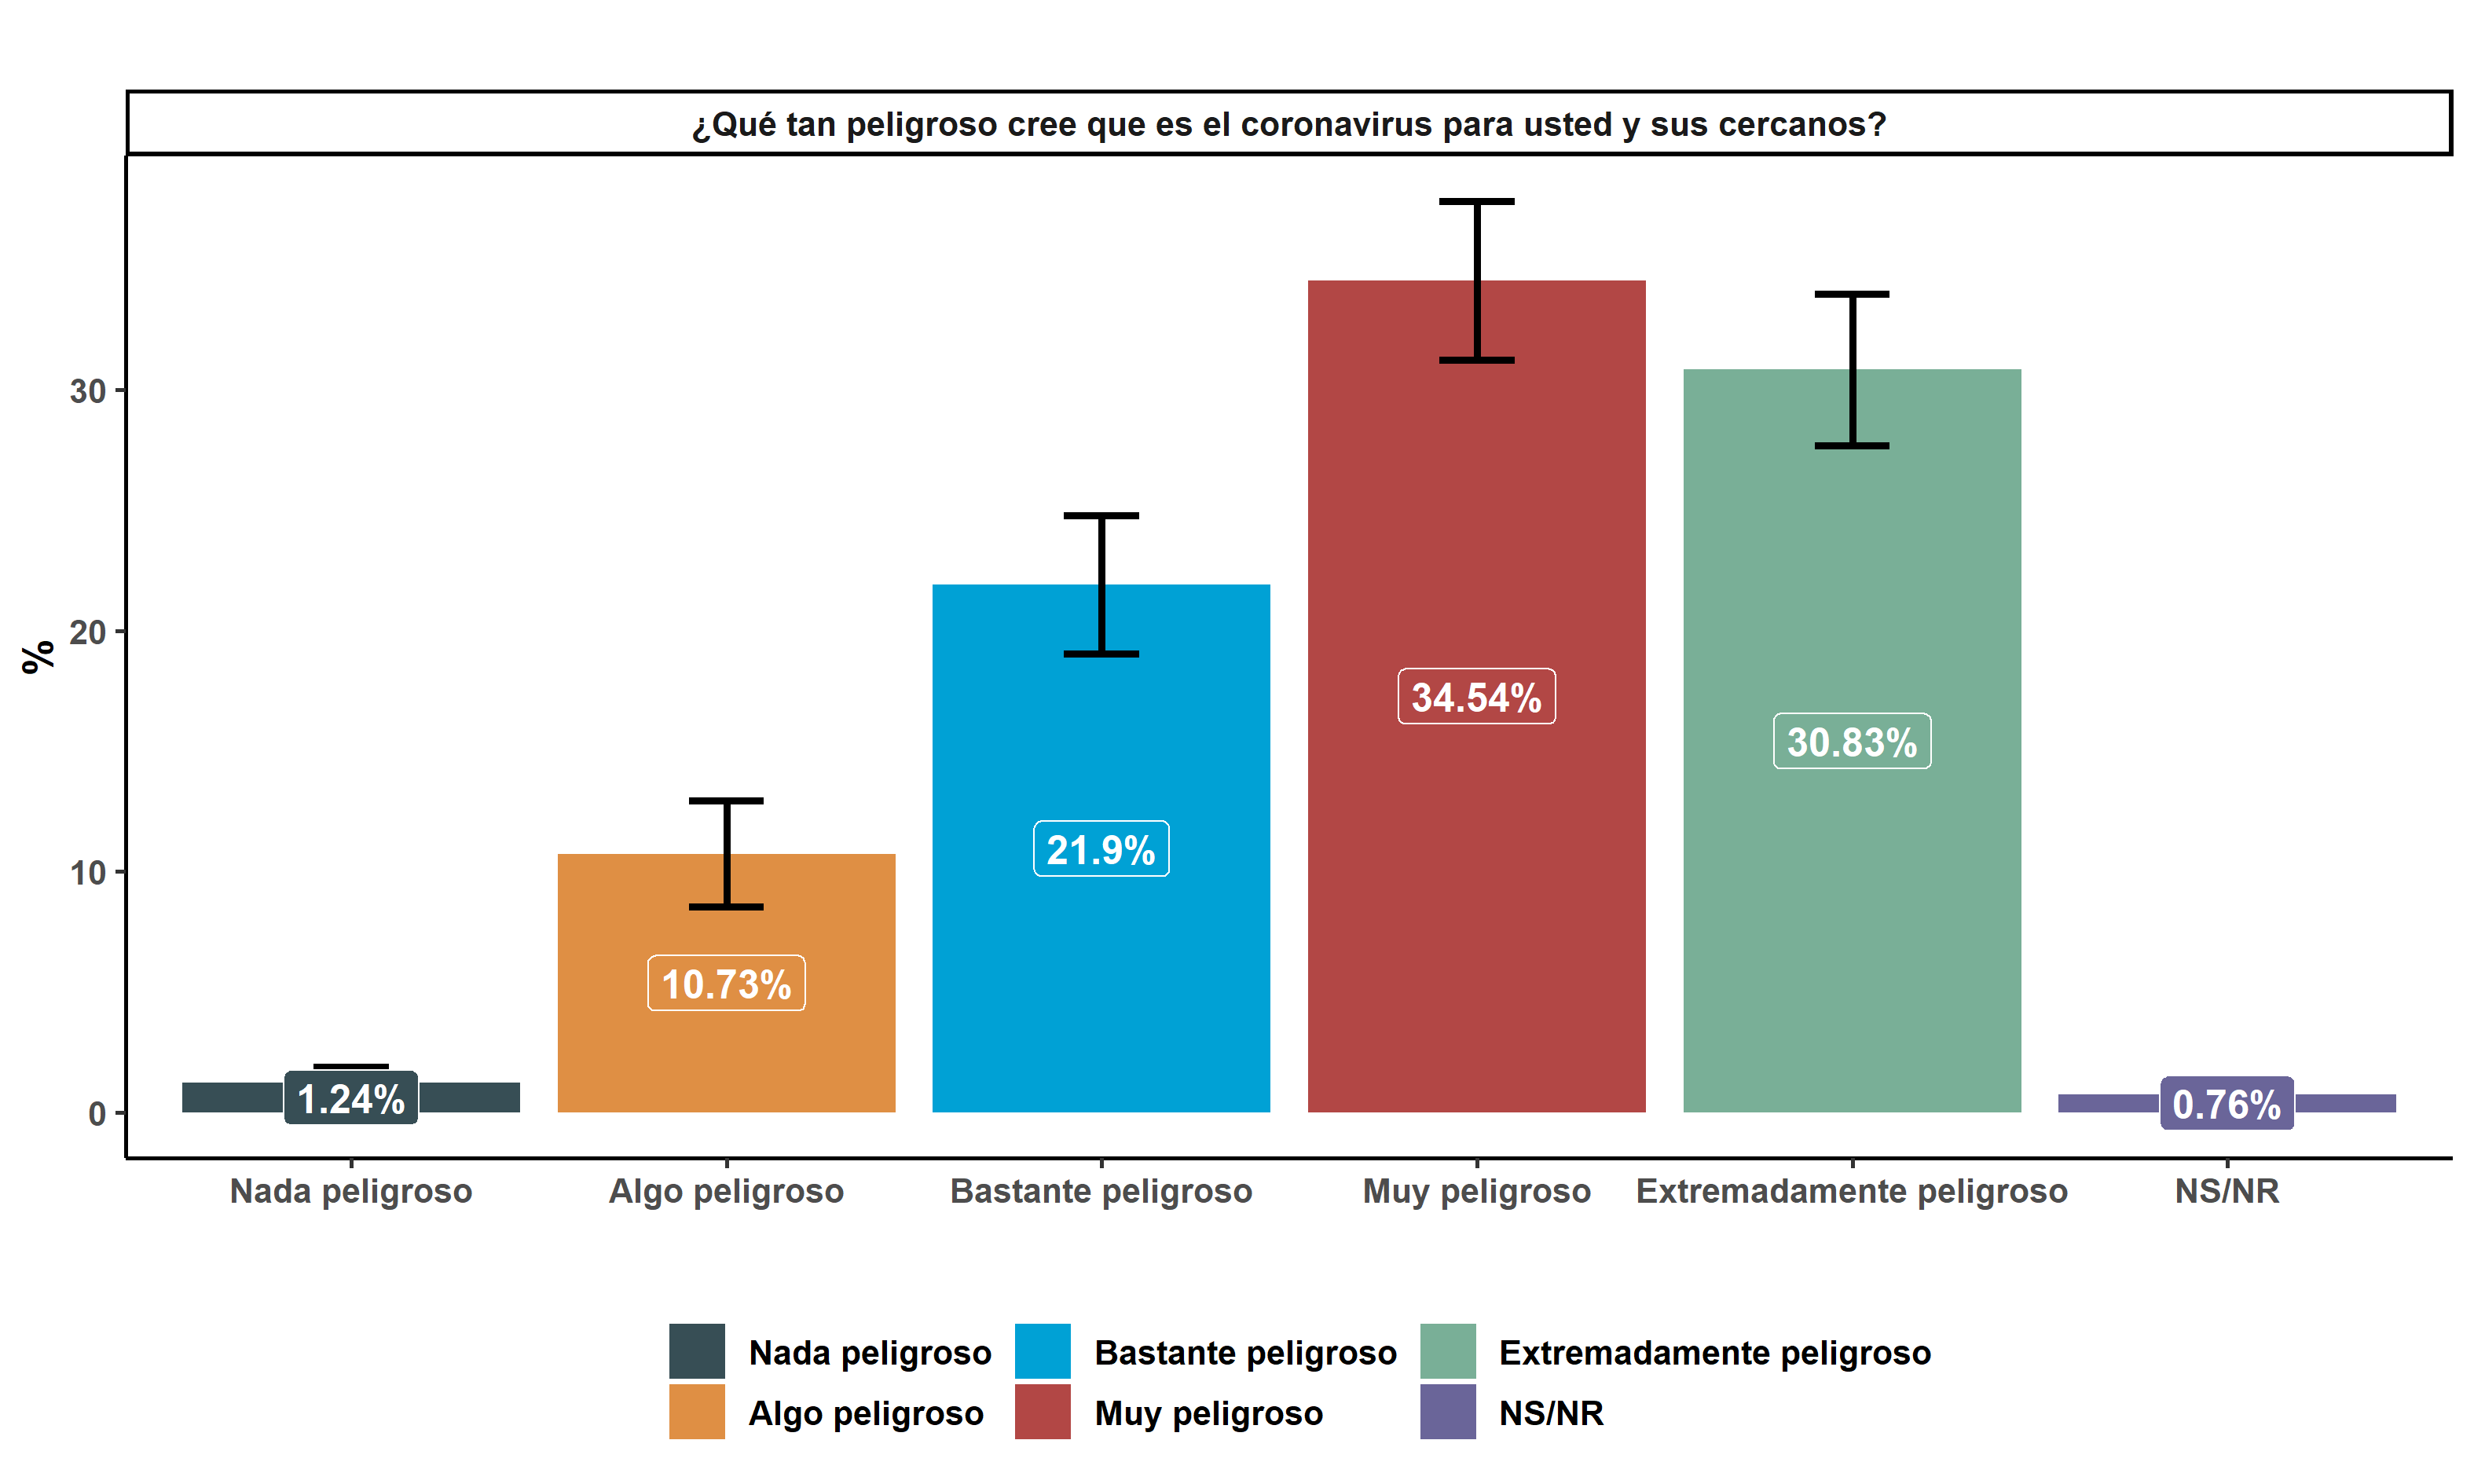 ¿Qué tan peligroso cree que es el coronavirus para usted y sus cercanos?
%
30
20
10
0
1.24%
10.73%
21.9%
34.54%
30.83%
0.76%
Nada peligroso Algo peligroso Bastante peligroso Muy peligroso Extremadamente peligroso NS/NR
Nada peligroso Bastante peligroso Extremadamente peligroso
Algo peligroso Muy peligroso NS/NR